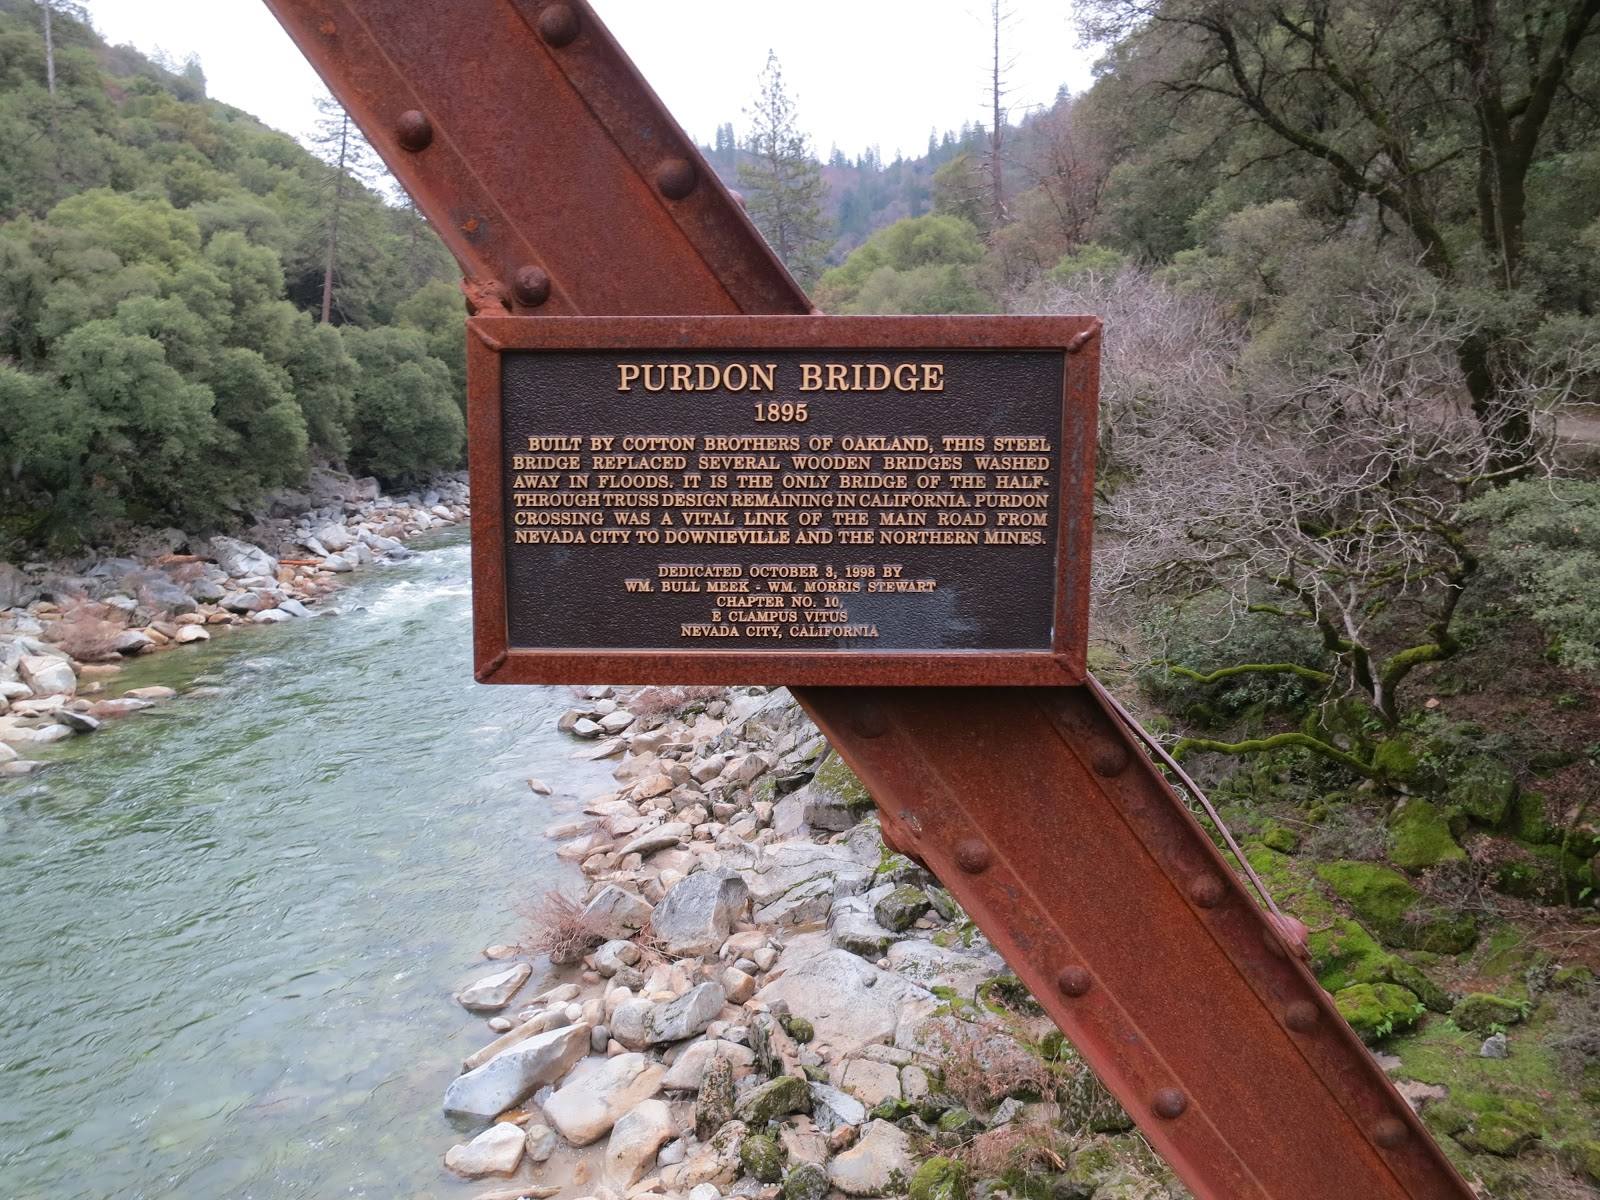 PURDON BRIDGE
1895
BUILT BY COTTON BROTHERS OF OAKLAND, THIS STEEL
BRIDGE REPLACED SEVERAL WOODEN BRIDGES WASHED
AWAY IN FLOODS. IT IS THE ONLY BRIDGE OF THE HALF-
THROUGH TRUSS DESIGN REMAINING IN CALIFORNIA. PURDON
CROSSING WAS A VITAL LINK OF THE MAIN ROAD FROM
NEVADA CITY TO DOWNIEVILLE AND THE NORTHERN MINES.
DEDICATED OCTOBER 3, 1998 BY
WM. BULL MEEK - WM. MORRIS STEWART
CHAPTER NO. 10,
E CLAMPUS VITUS
NEVADA CITY, CALIFORNIA